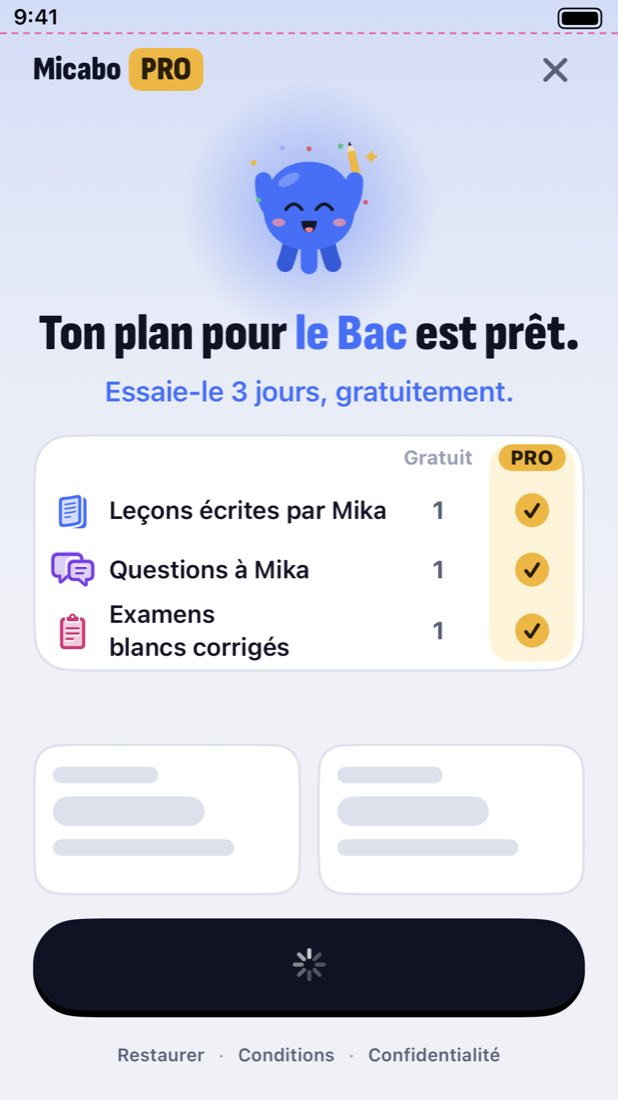 9:41
Micabo PRO
Ton plan pour le Bac est prêt.
Essaie-le 3 jours, gratuitement.
Gratuit PRO
Leçons écrites par Mika 1
Questions à Mika 1
Examens
blancs corrigés 1
Restaurer · Conditions · Confidentialité